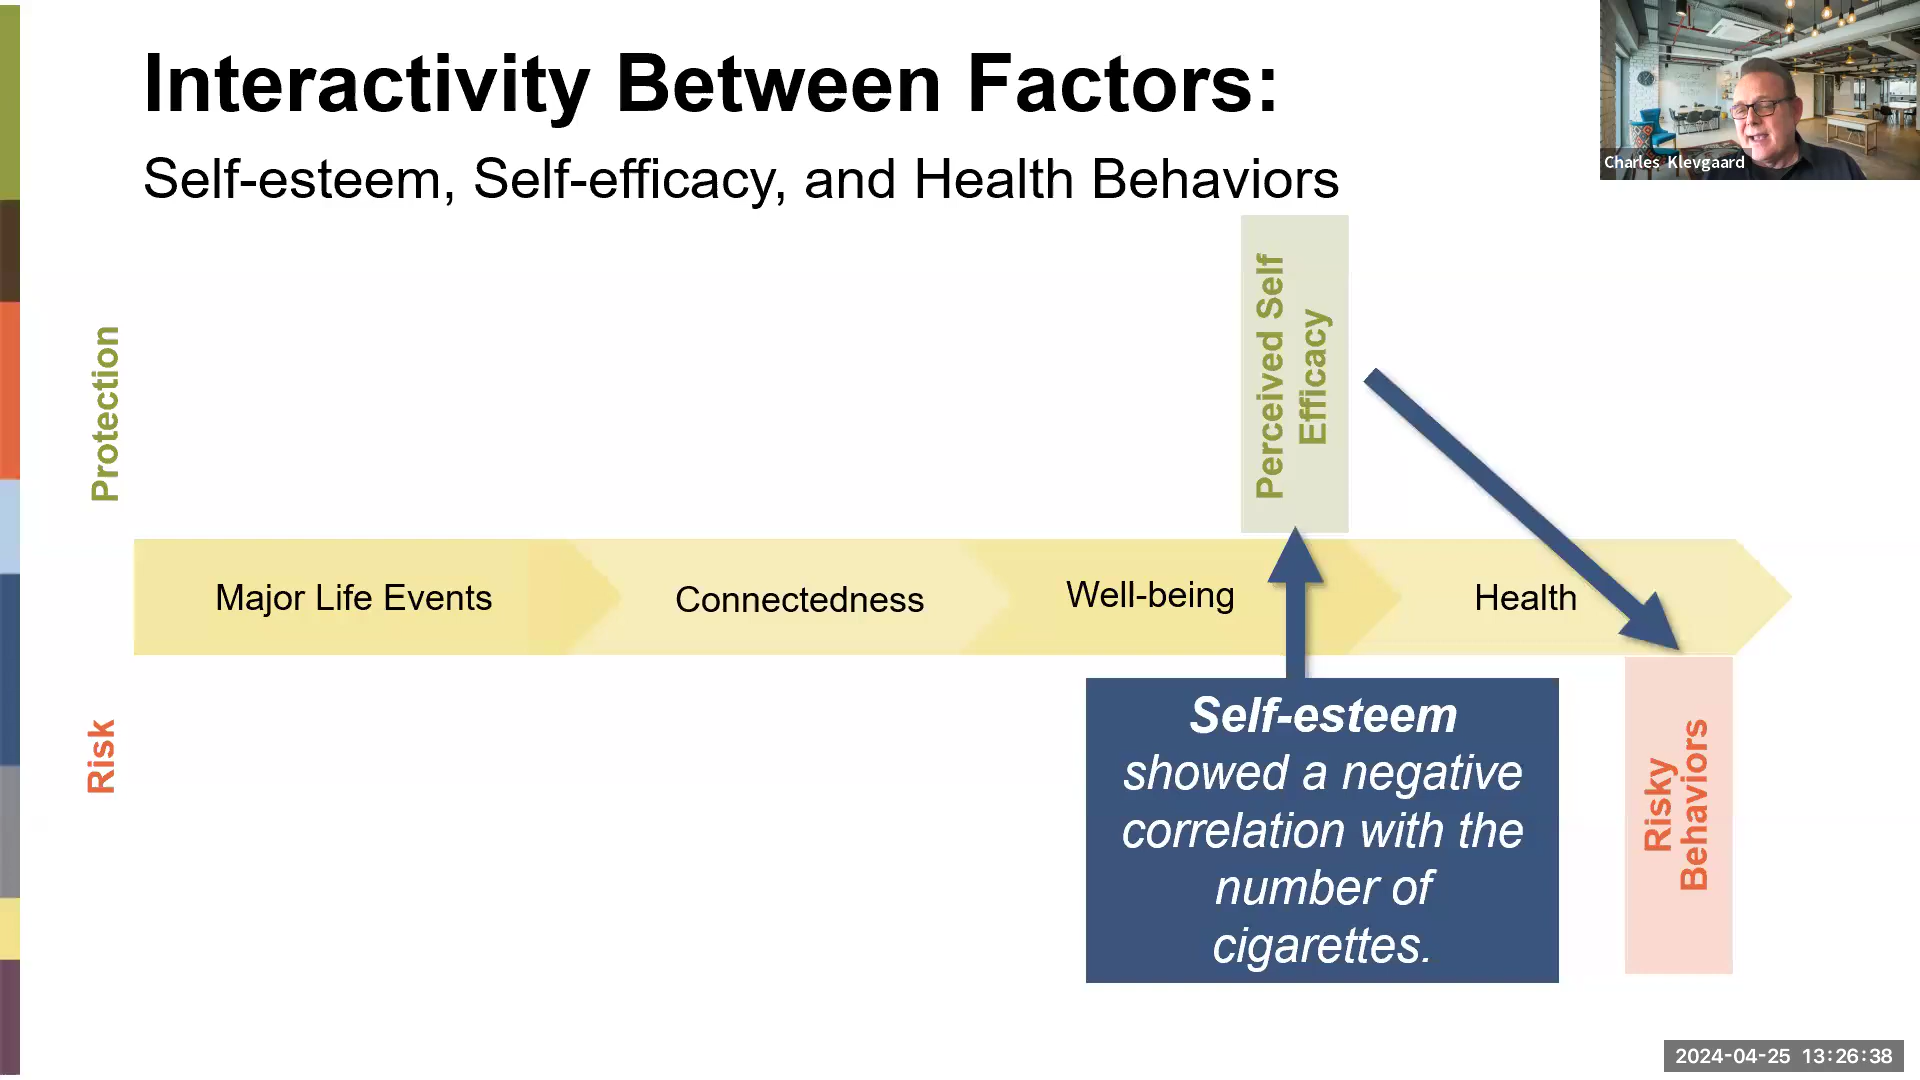 Interactivity Between Factors:
Self-esteem, Self-efficacy, and Health Behaviors
Charles Klevgaard
Protection
Perceived Self
Efficacy
Major Life Events
Connectedness
Well-being
Health
Risk
Self-esteem
showed a negative
correlation with the
number of
cigarettes.
Risky
Behaviors
2024-04-25 13:26:38